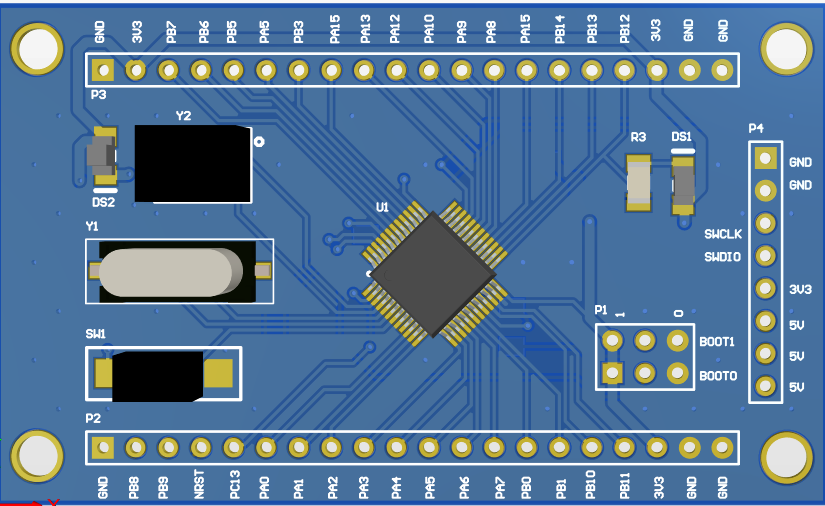 GND 3V3 PB7 PB6 PB5 PA5 PB3 PA15 PA13 PA12 PA10 PA9 PA8 PA15 PB14 PB13 PB12 3V3 GND GND
P3
Y2
R3 DS1 P4
GND
GND
DS2
U1
Y1
SWCLK
SWDIO
3V3
P1 1 0
5V
SW1
BOOT1
5V
BOOT0
5V
P2
GND PB8 PB9 NRST PC13 PA0 PA1 PA2 PA3 PA4 PA5 PA6 PA7 PB0 PB1 PB10 PB11 3V3 GND GND
X